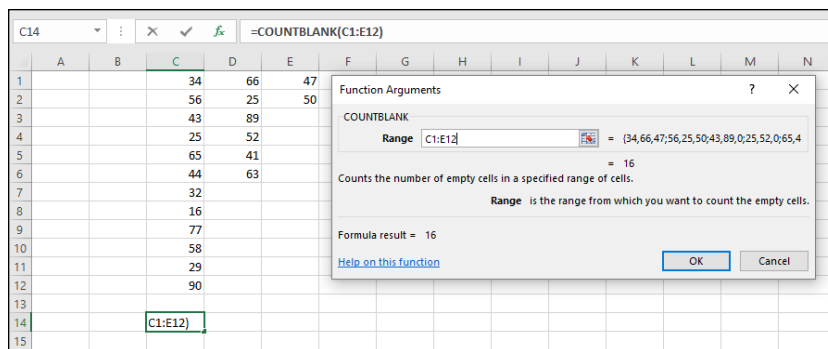 C14 fx =COUNTBLANK(C1:E12)
A B C D E F G H I J K L M N
1 34 66 47
2 56 25 50
3 43 89
4 25 52
5 65 41
6 44 63
7 32
8 16
9 77
10 58
11 29
12 90
13
14 C1:E12)
15
Function Arguments ? X
COUNTBLANK
Range C1:E12 = {34,66,47;56,25,50;43,89,0;25,52,0;65,4
= 16
Counts the number of empty cells in a specified range of cells.
Range is the range from which you want to count the empty cells.
Formula result = 16
Help on this function OK Cancel